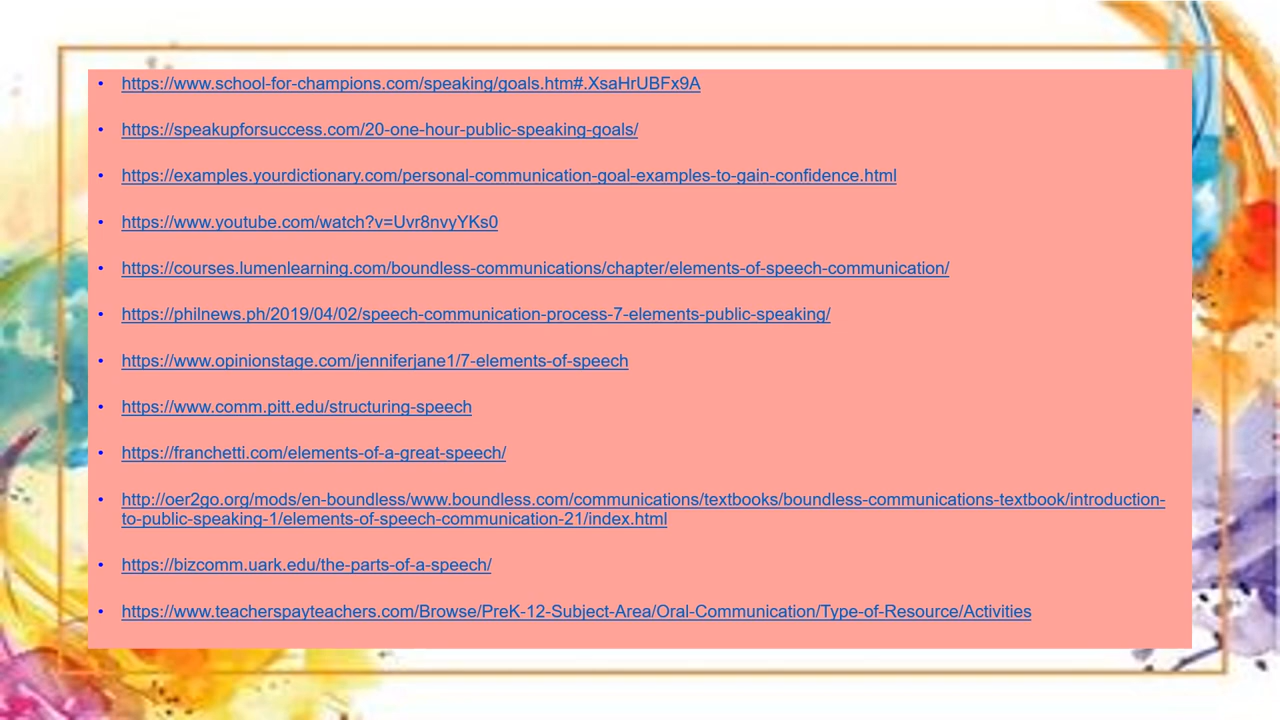 • https://www.school-for-champions.com/speaking/goals.htm#.XsaHrUBFx9A
• https://speakupforsuccess.com/20-one-hour-public-speaking-goals/
• https://examples.yourdictionary.com/personal-communication-goal-examples-to-gain-confidence.html
• https://www.youtube.com/watch?v=Uvr8nvyYKs0
• https://courses.lumenlearning.com/boundless-communications/chapter/elements-of-speech-communication/
• https://philnews.ph/2019/04/02/speech-communication-process-7-elements-public-speaking/
• https://www.opinionstage.com/jenniferjane1/7-elements-of-speech
• https://www.comm.pitt.edu/structuring-speech
• https://franchetti.com/elements-of-a-great-speech/
• http://oer2go.org/mods/en-boundless/www.boundless.com/communications/textbooks/boundless-communications-textbook/introduction-
to-public-speaking-1/elements-of-speech-communication-21/index.html
• https://bizcomm.uark.edu/the-parts-of-a-speech/
• https://www.teacherspayteachers.com/Browse/PreK-12-Subject-Area/Oral-Communication/Type-of-Resource/Activities